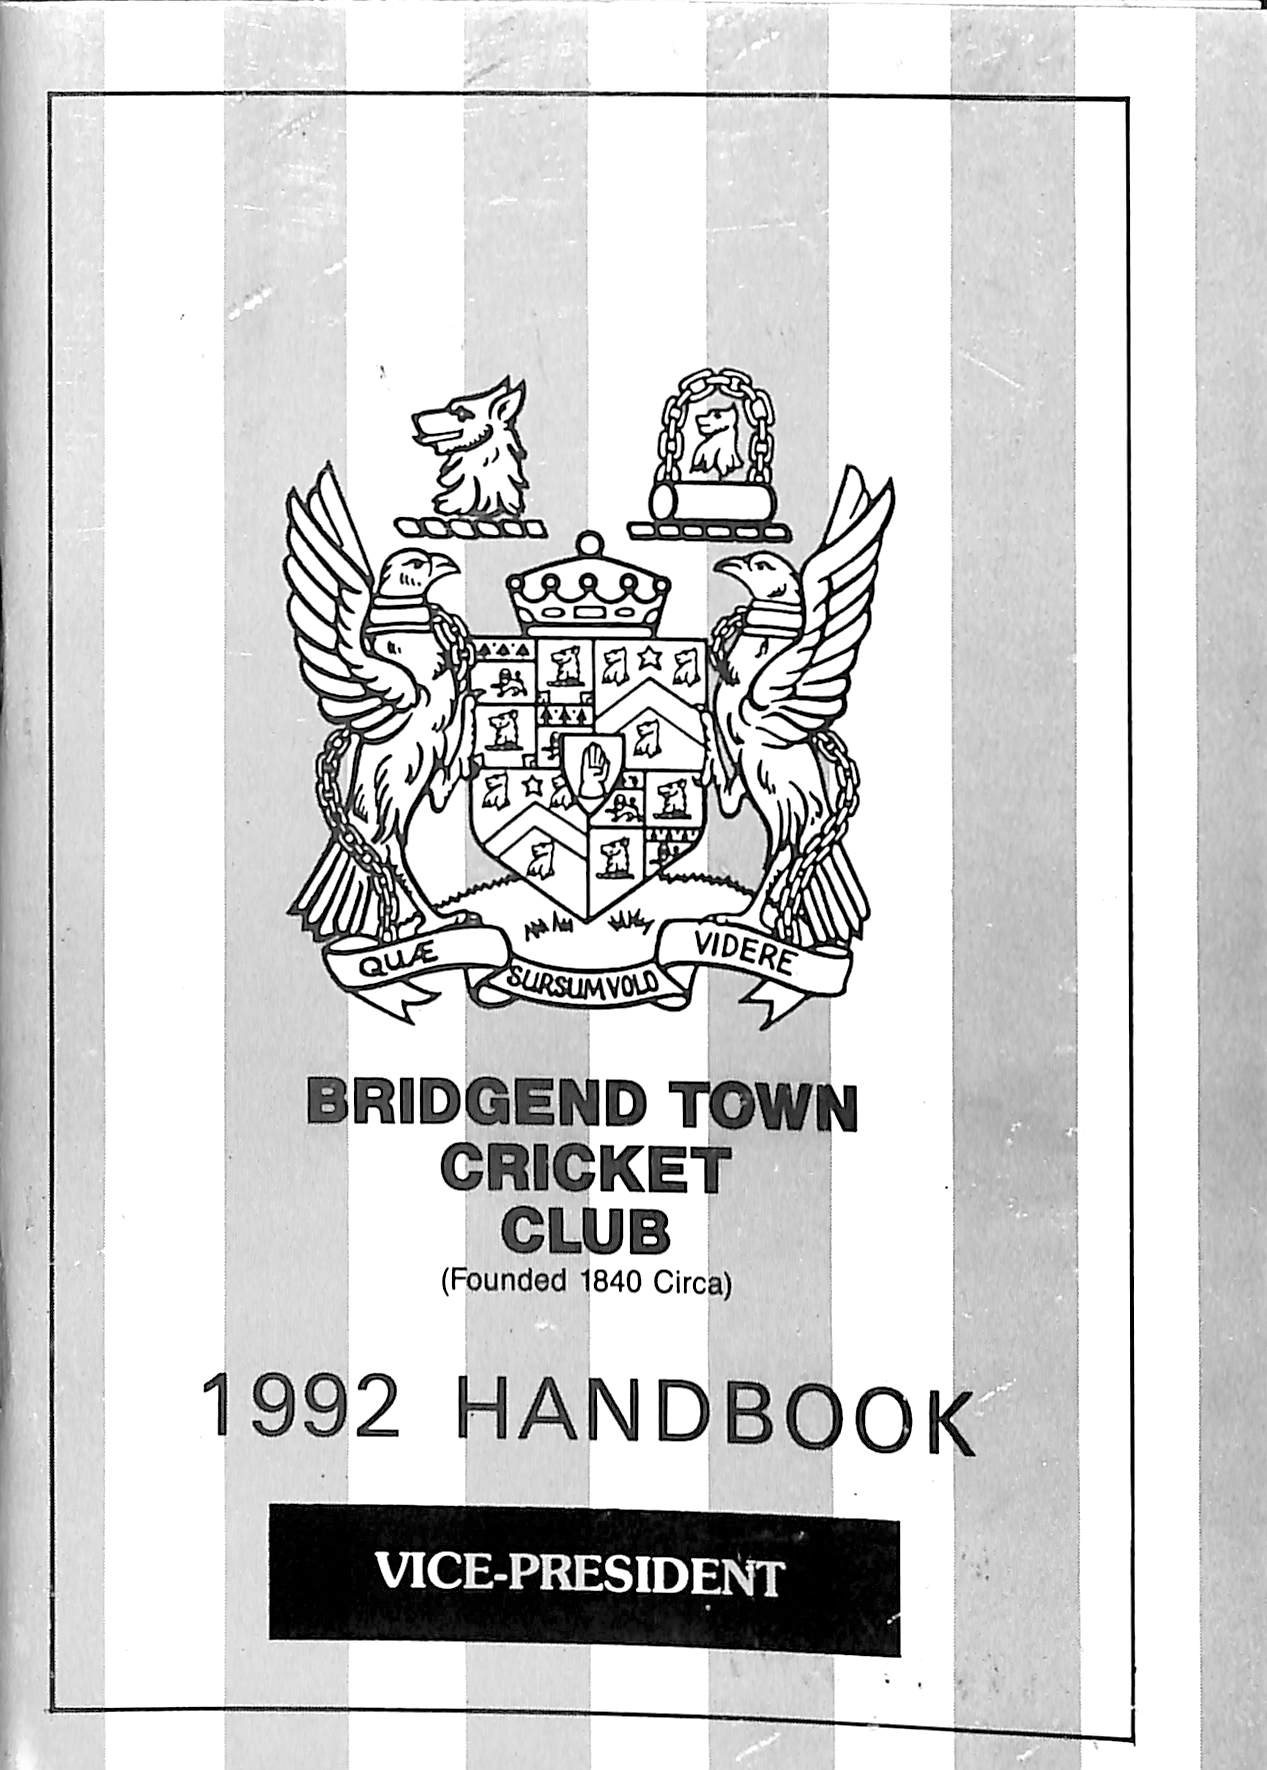 QUÆ
SURSUM VOLO
VIDERE
BRIDGEND TOWN
CRICKET
CLUB
(Founded 1840 Circa)
1992 HANDBOOK
VICE-PRESIDENT